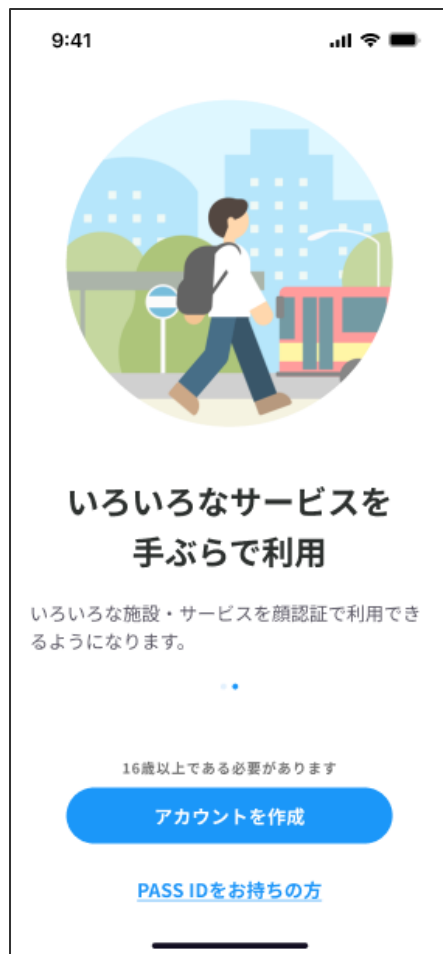 9:41
いろいろなサービスを
手ぶらで利用
いろいろな施設・サービスを顔認証で利用でき
るようになります。
16歳以上である必要があります
アカウントを作成
PASS IDをお持ちの方